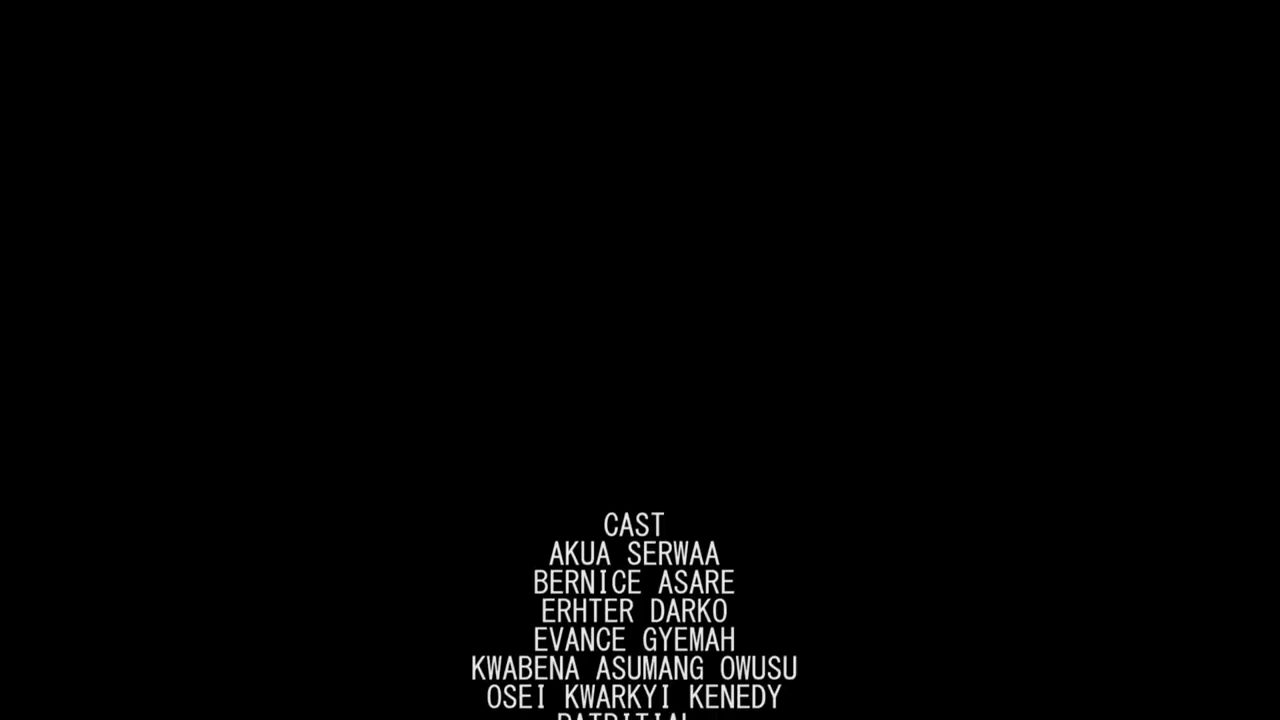 CAST
AKUA SERWAA
BERNICE ASARE
ERHTER DARKO
EVANCE GYEMAH
KWABENA ASUMANG OWUSU
OSEI KWARKYI KENEDY